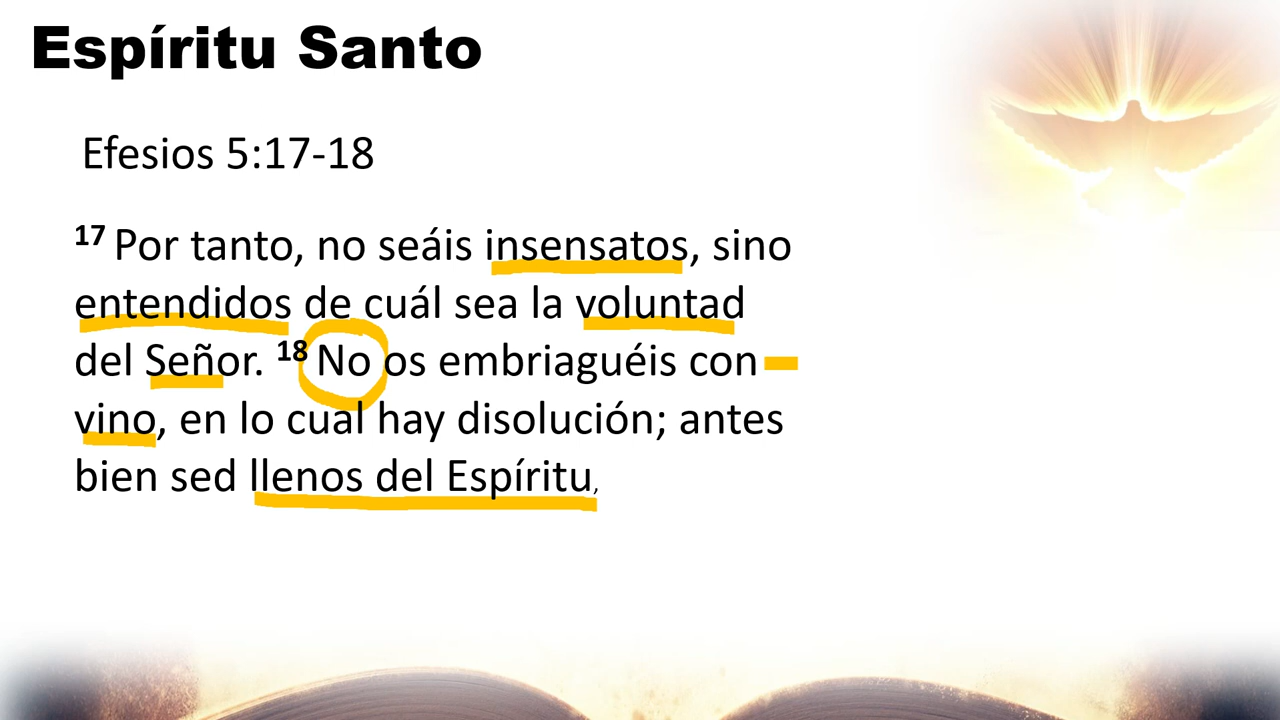 Espíritu Santo
Efesios 5:17-18
17 Por tanto, no seáis insensatos, sino
entendidos de cuál sea la voluntad
del Señor. 18 No os embriaguéis con
vino, en lo cual hay disolución; antes
bien sed llenos del Espíritu,